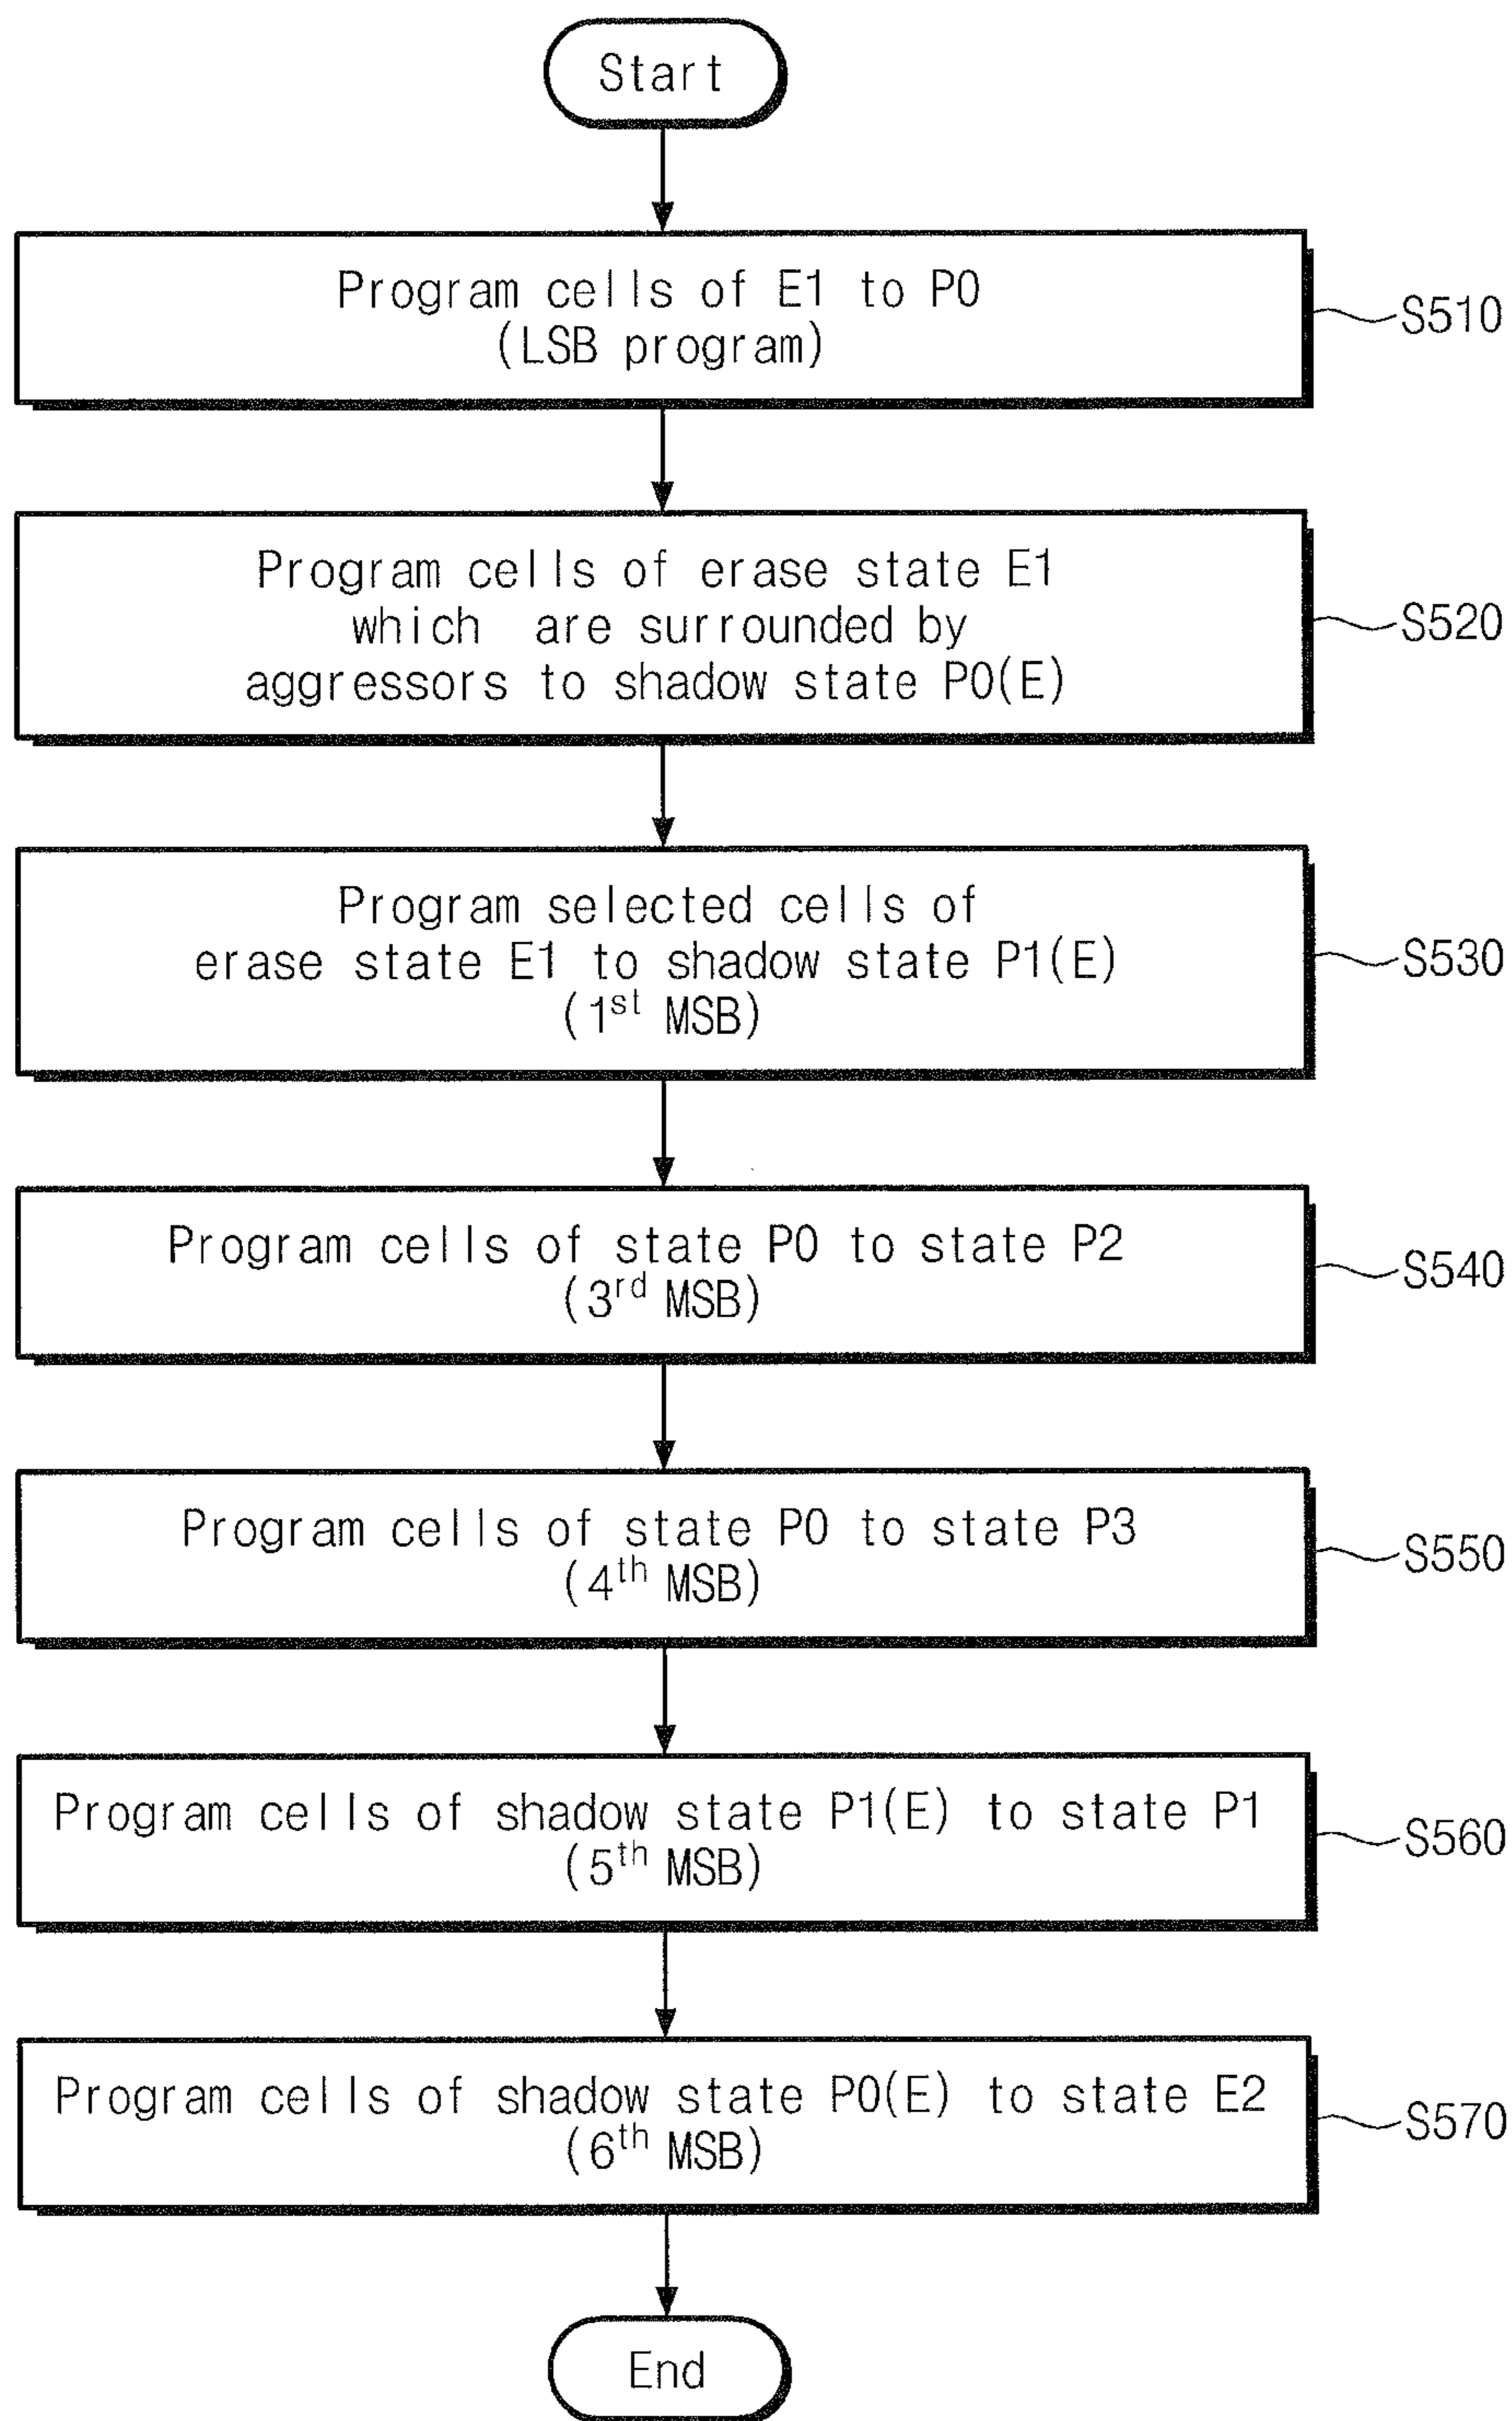 Start
Program cells of E1 to P0
(LSB program)
S510
Program cells of erase state E1
which are surrounded by
aggressors to shadow state P0(E)
S520
Program selected cells of
erase state E1 to shadow state P1(E)
(1st MSB)
S530
Program cells of state P0 to state P2
(3rd MSB)
S540
Program cells of state P0 to state P3
(4th MSB)
S550
Program cells of shadow state P1(E) to state P1
(5th MSB)
S560
Program cells of shadow state P0(E) to state E2
(6th MSB)
S570
End